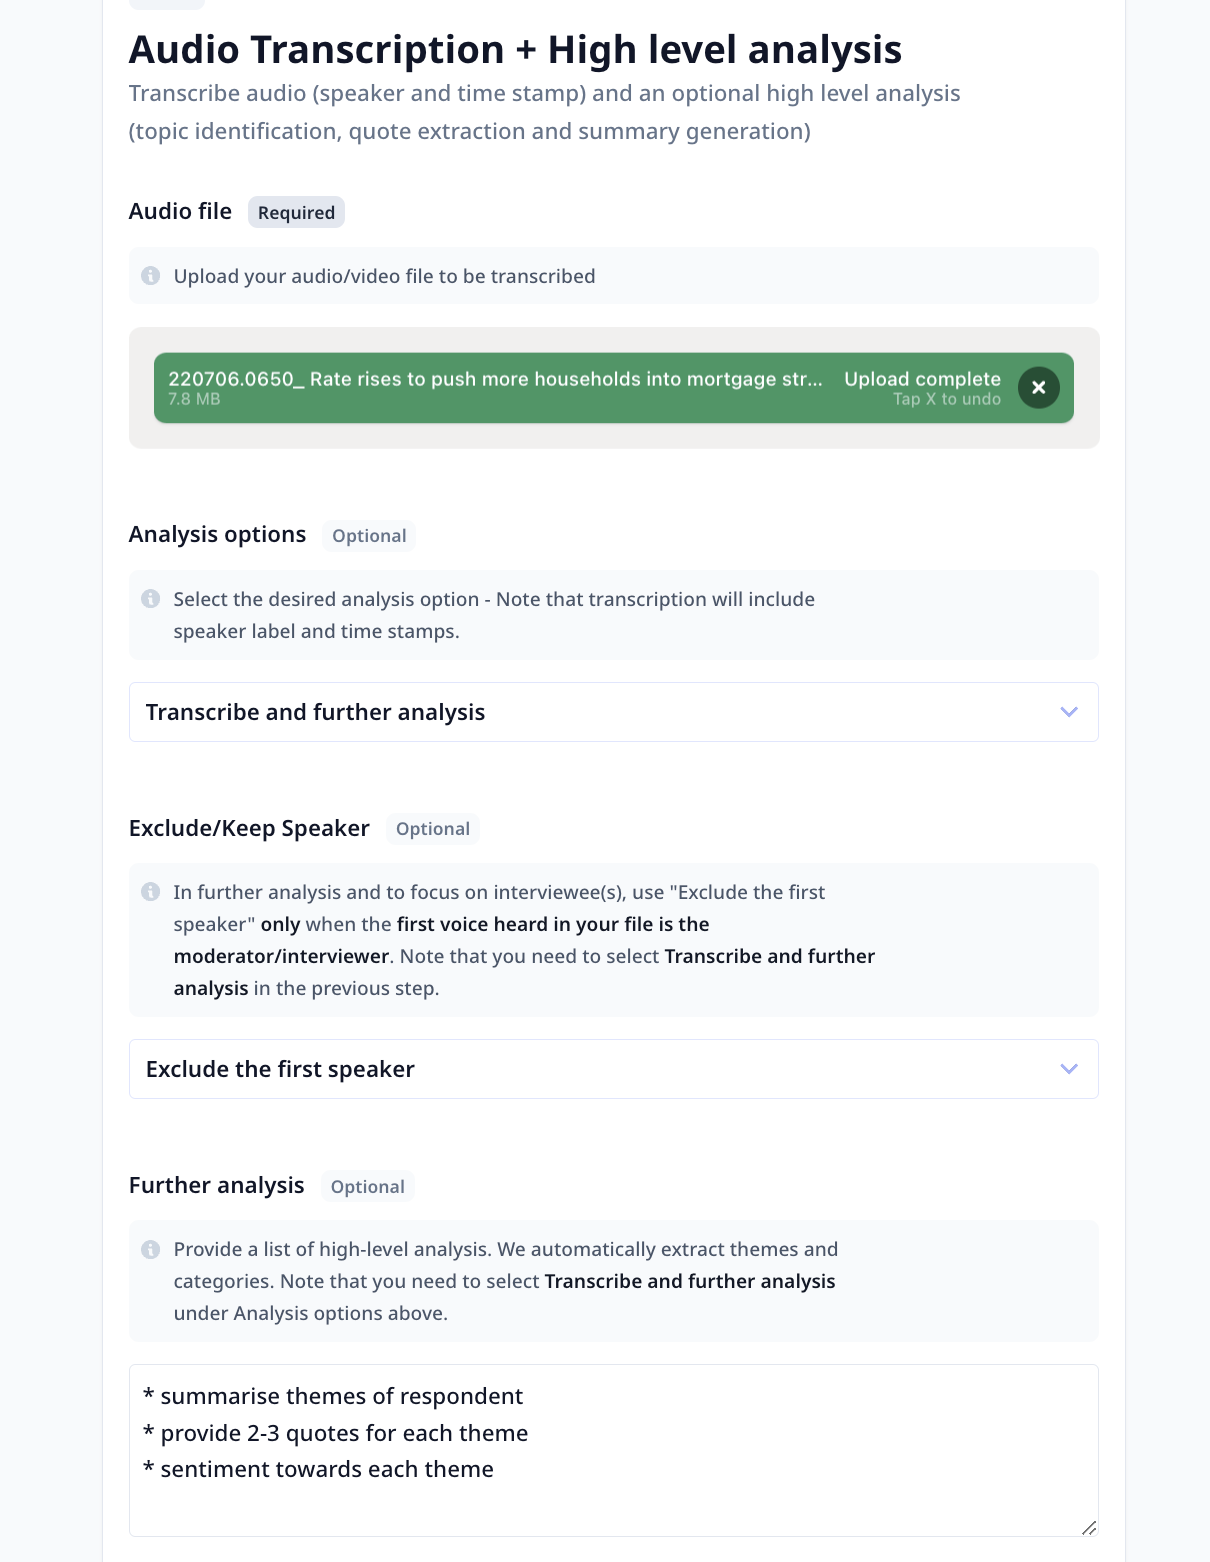 Audio Transcription + High level analysis
Transcribe audio (speaker and time stamp) and an optional high level analysis
(topic identification, quote extraction and summary generation)
Audio file Required
Upload your audio/video file to be transcribed
220706.0650_ Rate rises to push more households into mortgage str... Upload complete
7.8 MB Tap X to undo
Analysis options Optional
Select the desired analysis option - Note that transcription will include
speaker label and time stamps.
Transcribe and further analysis
Exclude/Keep Speaker Optional
In further analysis and to focus on interviewee(s), use "Exclude the first
speaker" only when the first voice heard in your file is the
moderator/interviewer. Note that you need to select Transcribe and further
analysis in the previous step.
Exclude the first speaker
Further analysis Optional
Provide a list of high-level analysis. We automatically extract themes and
categories. Note that you need to select Transcribe and further analysis
under Analysis options above.
* summarise themes of respondent
* provide 2-3 quotes for each theme
* sentiment towards each theme